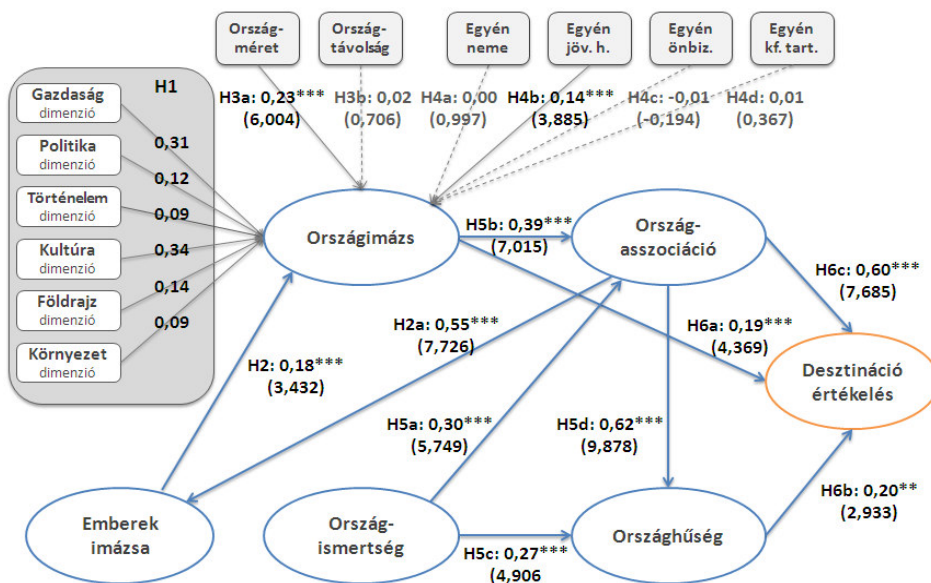 Ország-
méret
Ország-
távolság
Egyén
neme
Egyén
jöv. h.
Egyén
önbiz.
Egyén
kf. tart.
H1
Gazdaság
dimenzió
Politika
dimenzió
Történelem
dimenzió
Kultúra
dimenzió
Földrajz
dimenzió
Környezet
dimenzió
0,31
0,12
0,09
0,34
0,14
0,09
H3a: 0,23***
(6,004)
H3b: 0,02
(0,706)
H4a: 0,00
(0,997)
H4b: 0,14***
(3,885)
H4c: -0,01
(-0,194)
H4d: 0,01
(0,367)
Országimázs
H5b: 0,39***
(7,015)
Ország-
asszociáció
H6c: 0,60***
(7,685)
H2a: 0,55***
(7,726)
H6a: 0,19***
(4,369)
H2: 0,18***
(3,432)
Desztináció
értékelés
H5a: 0,30***
(5,749)
H5d: 0,62***
(9,878)
H6b: 0,20**
(2,933)
Emberek
imázsa
Ország-
ismertség
H5c: 0,27***
(4,906
Országhűség